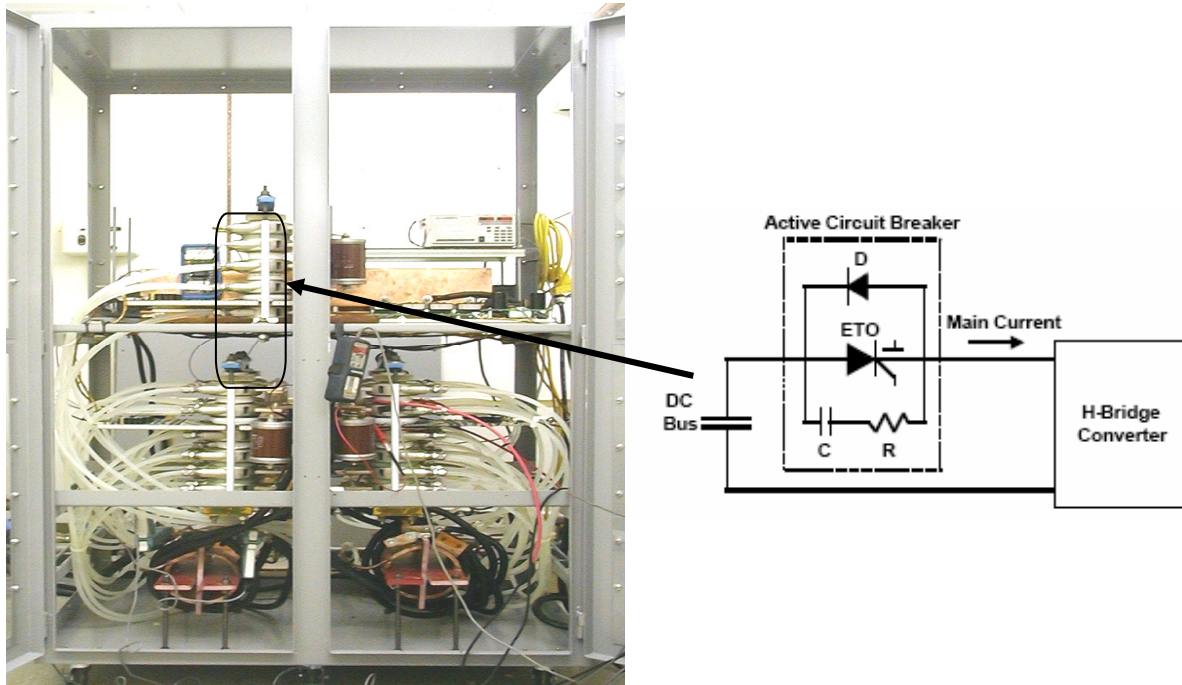 Active Circuit Breaker
D
ETO
Main Current
DC
Bus
C
R
H-Bridge
Converter